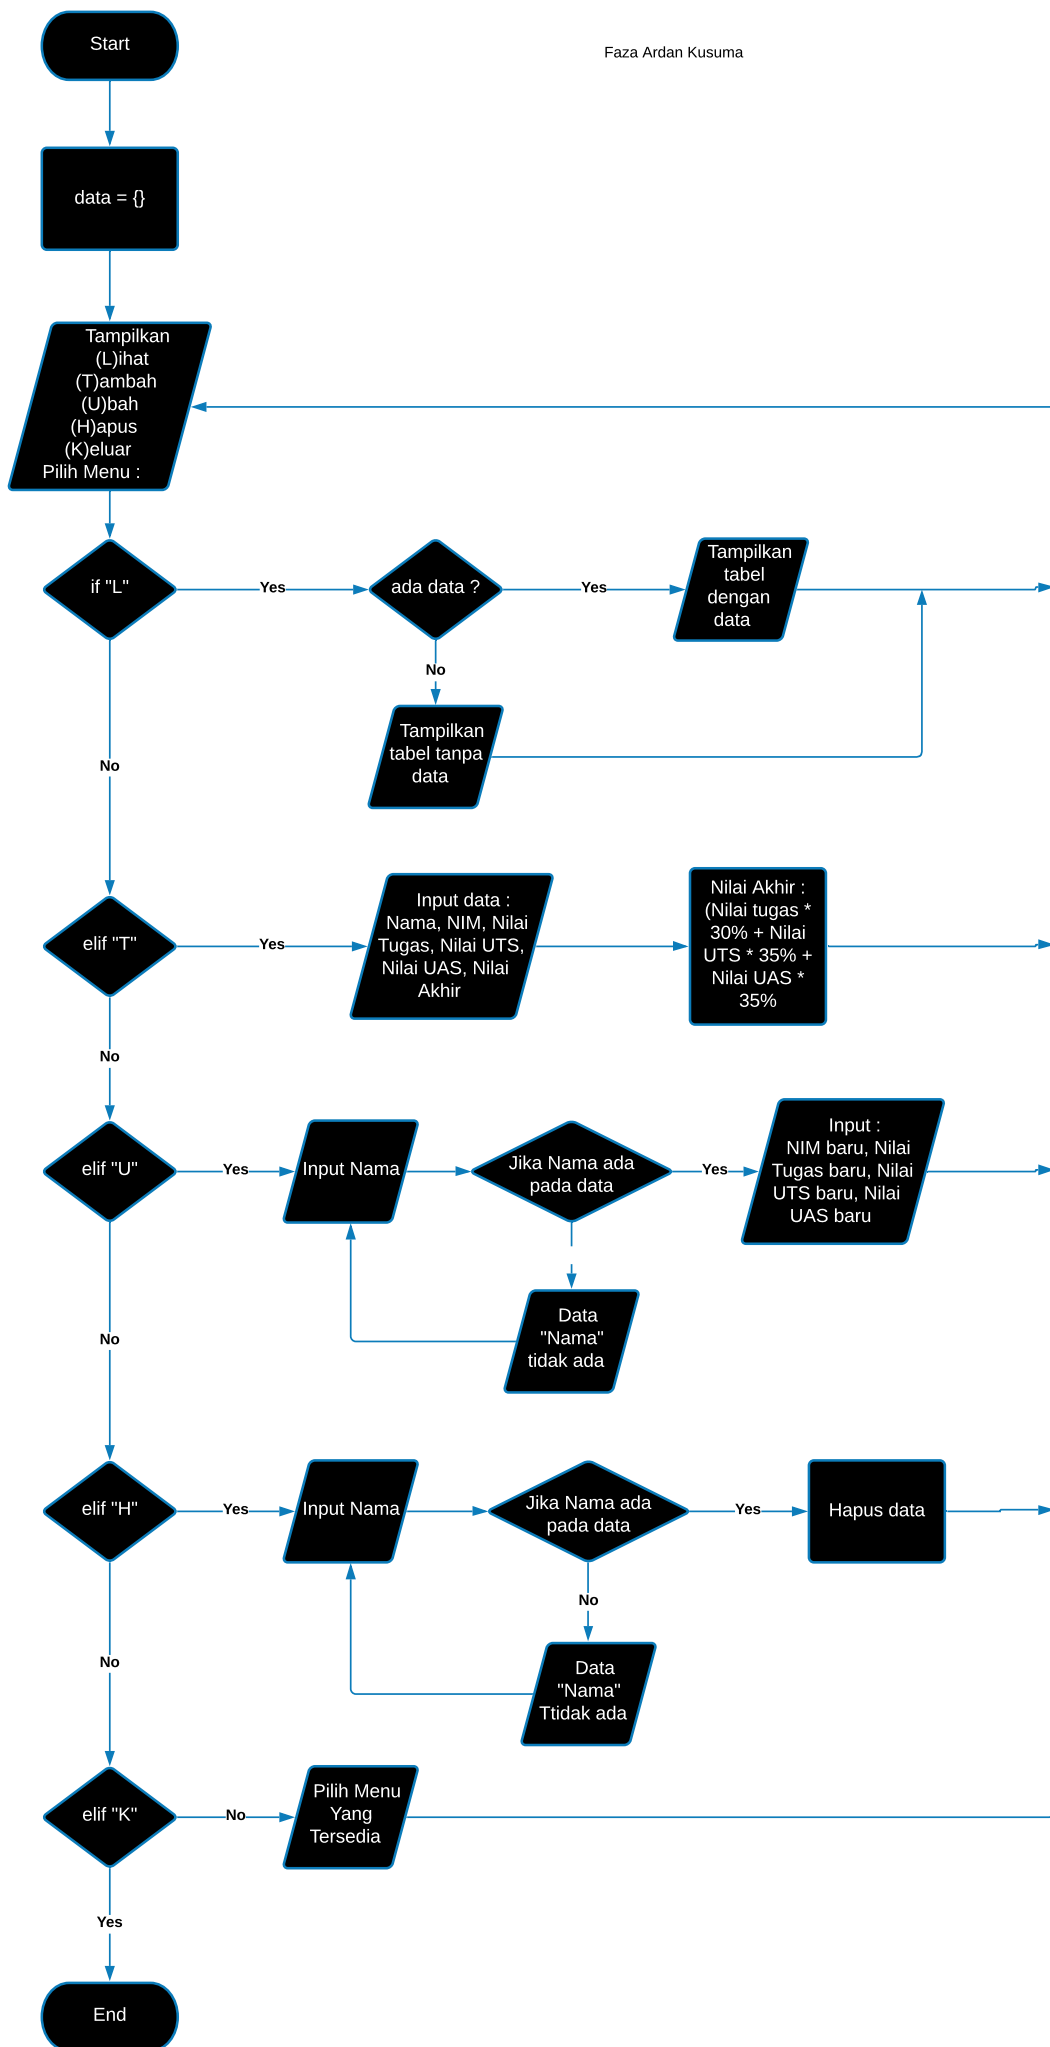 Start
Faza Ardan Kusuma
data = {}
Tampilkan
(L)ihat
(T)ambah
(U)bah
(H)apus
(K)eluar
Pilih Menu :
if "L"
Yes
ada data ?
Yes
Tampilkan
tabel
dengan
data
No
Tampilkan
tabel tanpa
data
No
elif "T"
Yes
Input data :
Nama, NIM, Nilai
Tugas, Nilai UTS,
Nilai UAS, Nilai
Akhir
Nilai Akhir :
(Nilai tugas *
30% + Nilai
UTS * 35% +
Nilai UAS *
35%
No
elif "U"
Yes
Input Nama
Jika Nama ada
pada data
Yes
Input :
NIM baru, Nilai
Tugas baru, Nilai
UTS baru, Nilai
UAS baru
Data
"Nama"
tidak ada
No
elif "H"
Yes
Input Nama
Jika Nama ada
pada data
Yes
Hapus data
No
Data
"Nama"
Ttidak ada
No
elif "K"
No
Pilih Menu
Yang
Tersedia
Yes
End